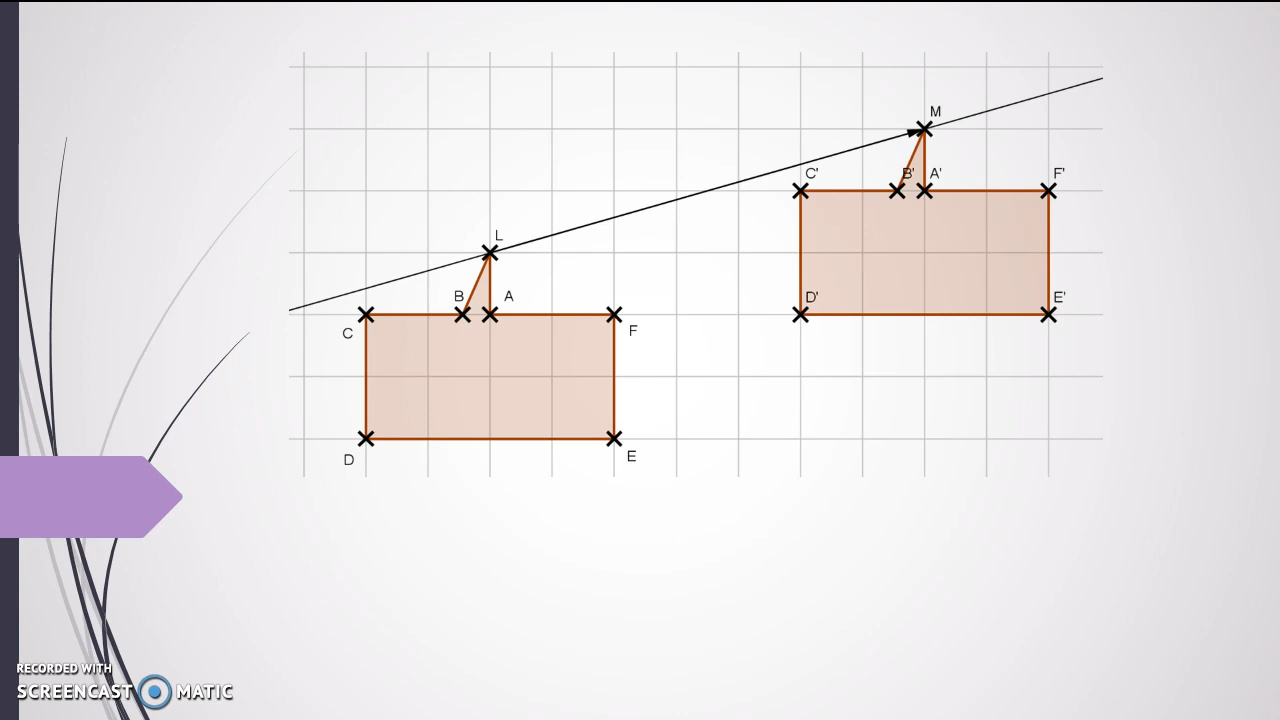 M
C'
B'
A'
F'
L
B
A
D'
E'
C
F
D
E
RECORDED WITH
SCREENCAST MATIC